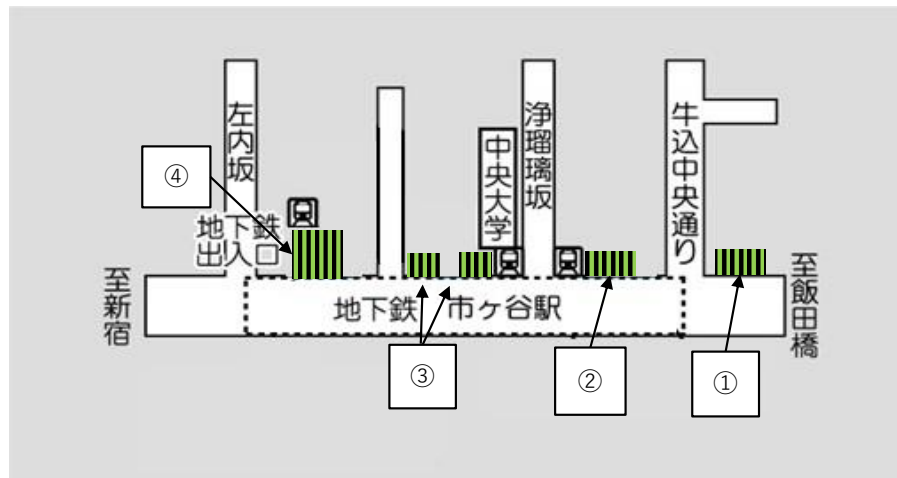 左内坂
浄瑠璃坂
牛込中央通り
中央大学
④
地下鉄
出入口
至新宿
至飯田橋
地下鉄 市ヶ谷駅
③
②
①